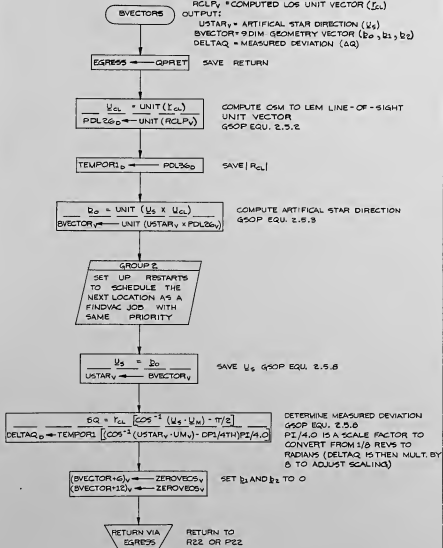 RCLPV = COMPUTED LOS UNIT VECTOR (rCL)
BVECTORS
OUTPUT:
USTARV = ARTIFICAL STAR DIRECTION (US)
BVECTOR = 9DIM GEOMETRY VECTOR (b0, b1, b2)
DELTAQ = MEASURED DEVIATION (ΔQ)
EGRESS ← QPRET
SAVE RETURN
UCL = UNIT (rCL)
PDL26D ← UNIT (RCLPV)
COMPUTE CSM TO LEM LINE-OF-SIGHT
UNIT VECTOR
GSOP EQU. 2.5.2
TEMPOR1D ← PDL36D
SAVE |RCL|
b0 = UNIT (US X UCL)
BVECTORV ← UNIT (USTARV X PDL26V)
COMPUTE ARTIFICAL STAR DIRECTION
GSOP EQU. 2.5.3
GROUP 2
SET UP RESTARTS
TO SCHEDULE THE
NEXT LOCATION AS A
FINDVAC JOB WITH
SAME PRIORITY
US = b0
USTARV ← BVECTORV
SAVE US GSOP EQU. 2.5.8
δQ = rCL [COS-1 (US · UM) - π/2]
DELTAQD ← TEMPOR1 [(COS-1 (USTARV · UMV) - DP1/4TH) PI/4.0]
DETERMINE MEASURED DEVIATION
GSOP EQU. 2.5.8
PI/4.0 IS A SCALE FACTOR TO
CONVERT FROM 1/8 REVS TO
RADIANS (DELTAQ IS THEN MULT. BY
8 TO ADJUST SCALING)
(BVECTOR+6)V ← ZEROVECSV
(BVECTOR+12)V ← ZEROVECSV
SET b1 AND b2 TO 0
RETURN VIA
EGRESS
RETURN TO
R22 OR P22